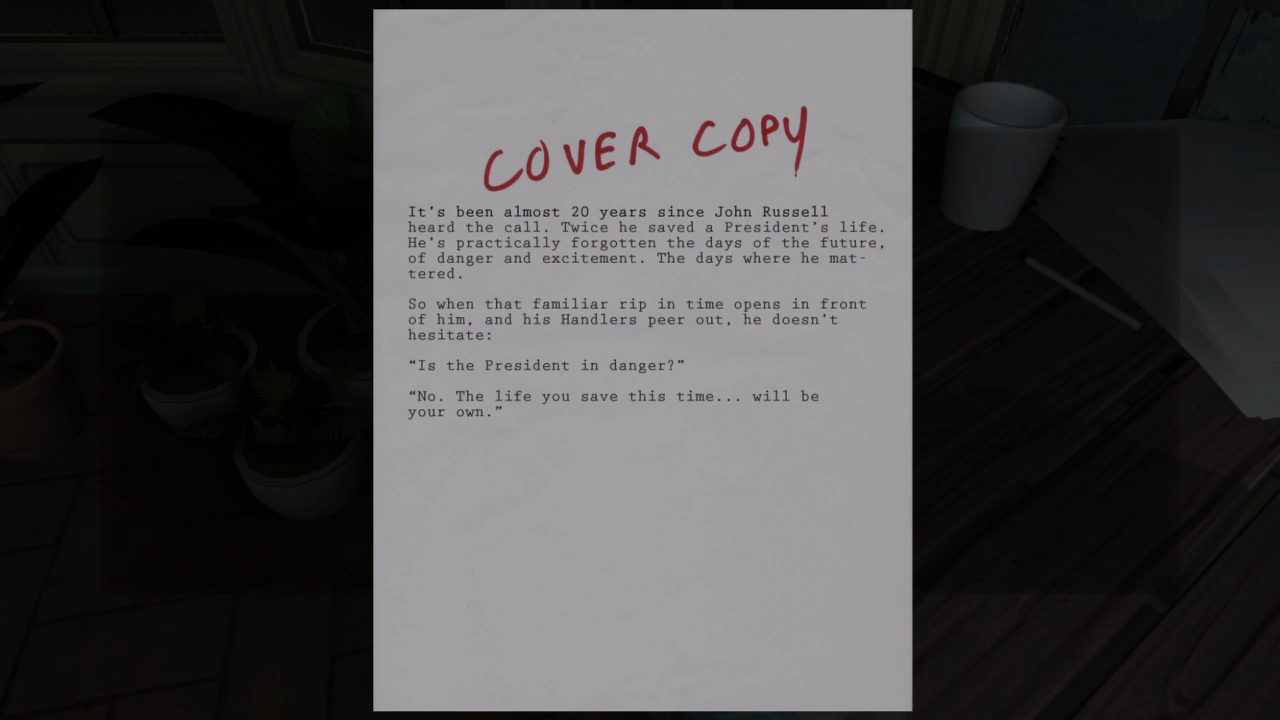 COVER COPY
It's been almost 20 years since John Russell
heard the call. Twice he saved a President's life.
He's practically forgotten the days of the future,
of danger and excitement. The days where he mat-
tered.
So when that familiar rip in time opens in front
of him, and his Handlers peer out, he doesn't
hesitate:
“Is the President in danger?”
“No. The life you save this time... will be
your own.”